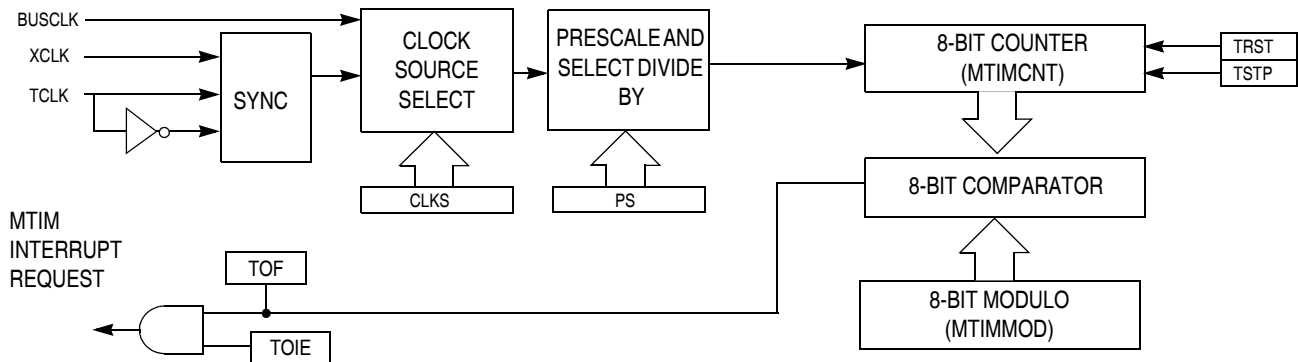 BUSCLK
XCLK
TCLK
SYNC
CLOCK
SOURCE
SELECT
PRESCALE AND
SELECT DIVIDE
BY
8-BIT COUNTER
(MTIMCNT)
TRST
TSTP
CLKS
PS
8-BIT COMPARATOR
MTIM
INTERRUPT
REQUEST
TOF
TOIE
8-BIT MODULO
(MTIMMOD)